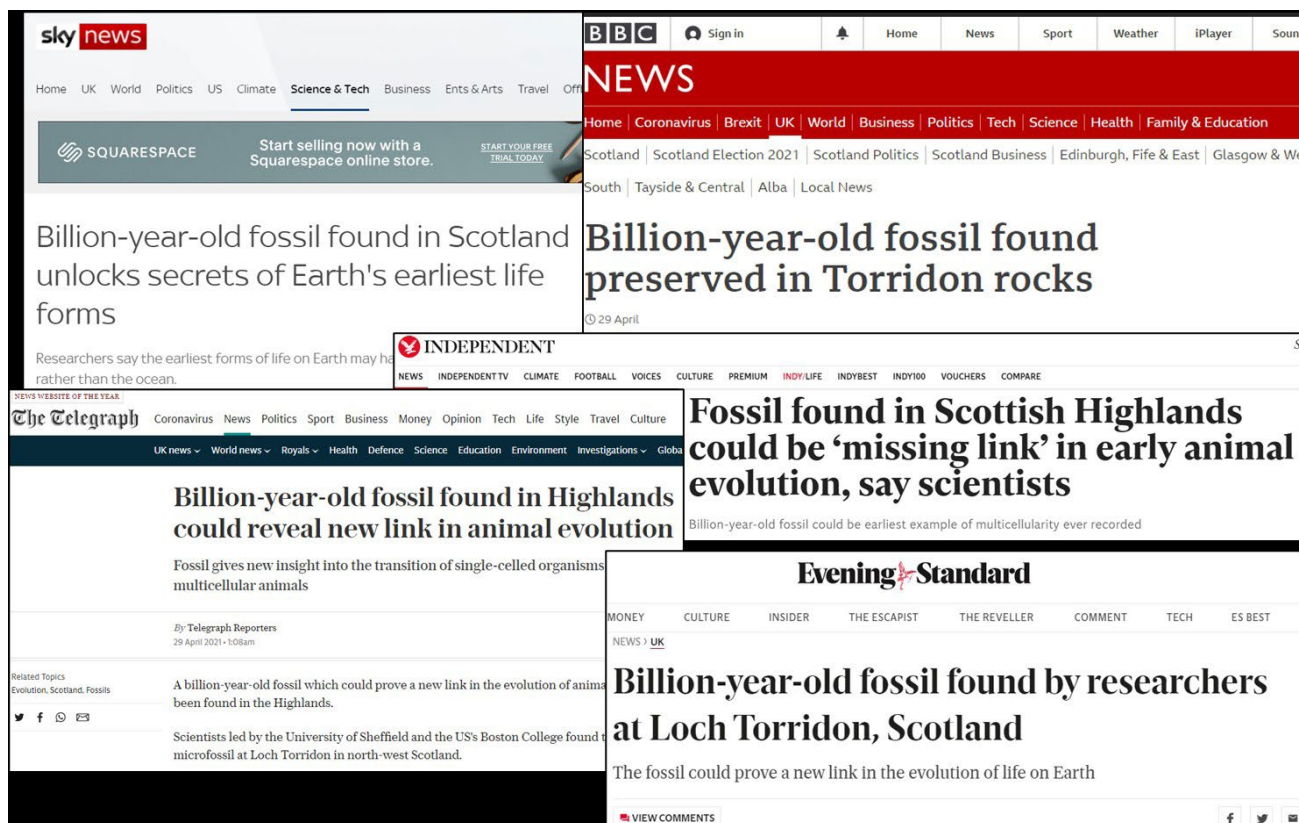 sky news
Home UK World Politics US Climate Science & Tech Business Ents & Arts Travel
SQUARESPACE
Start selling now with a
Squarespace online store.
START YOUR FREE
TRIAL TODAY
Billion-year-old fossil found in Scotland
unlocks secrets of Earth's earliest life
forms
Researchers say the earliest forms of life on Earth may
rather than the ocean.
BBC Sign in Home News Sport Weather iPlayer
NEWS
Home | Coronavirus | Brexit | UK | World | Business | Politics | Tech | Science | Health | Family & Education
Scotland | Scotland Election 2021 | Scotland Politics | Scotland Business | Edinburgh, Fife & East | Glasgow &
South | Tayside & Central | Alba | Local News
Billion-year-old fossil found
preserved in Torridon rocks
29 April
INDEPENDENT
NEWS INDEPENDENT TV CLIMATE FOOTBALL VOICES CULTURE PREMIUM INDY/LIFE INDYBEST INDY100 VOUCHERS COMPARE
Fossil found in Scottish Highlands
could be ‘missing link’ in early animal
evolution, say scientists
Billion-year-old fossil could be earliest example of multicellularity ever recorded
NEWS WEBSITE OF THE YEAR
The Telegraph Coronavirus News Politics Sport Business Money Opinion Tech Life Style Travel Culture
UK news World news Royals Health Defence Science Education Environment Investigations
Billion-year-old fossil found in Highlands
could reveal new link in animal evolution
Fossil gives new insight into the transition of single-celled organisms
multicellular animals
By Telegraph Reporters
29 April 2021 • 1:08am
Related Topics
Evolution, Scotland, Fossils
A billion-year-old fossil which could prove a new link in the evolution of
been found in the Highlands.
Scientists led by the University of Sheffield and the US's Boston College found
microfossil at Loch Torridon in north-west Scotland.
Evening Standard
MONEY CULTURE INSIDER THE ESCAPIST THE REVELLER COMMENT TECH ES BEST
NEWS > UK
Billion-year-old fossil found by researchers
at Loch Torridon, Scotland
The fossil could prove a new link in the evolution of life on Earth
VIEW COMMENTS